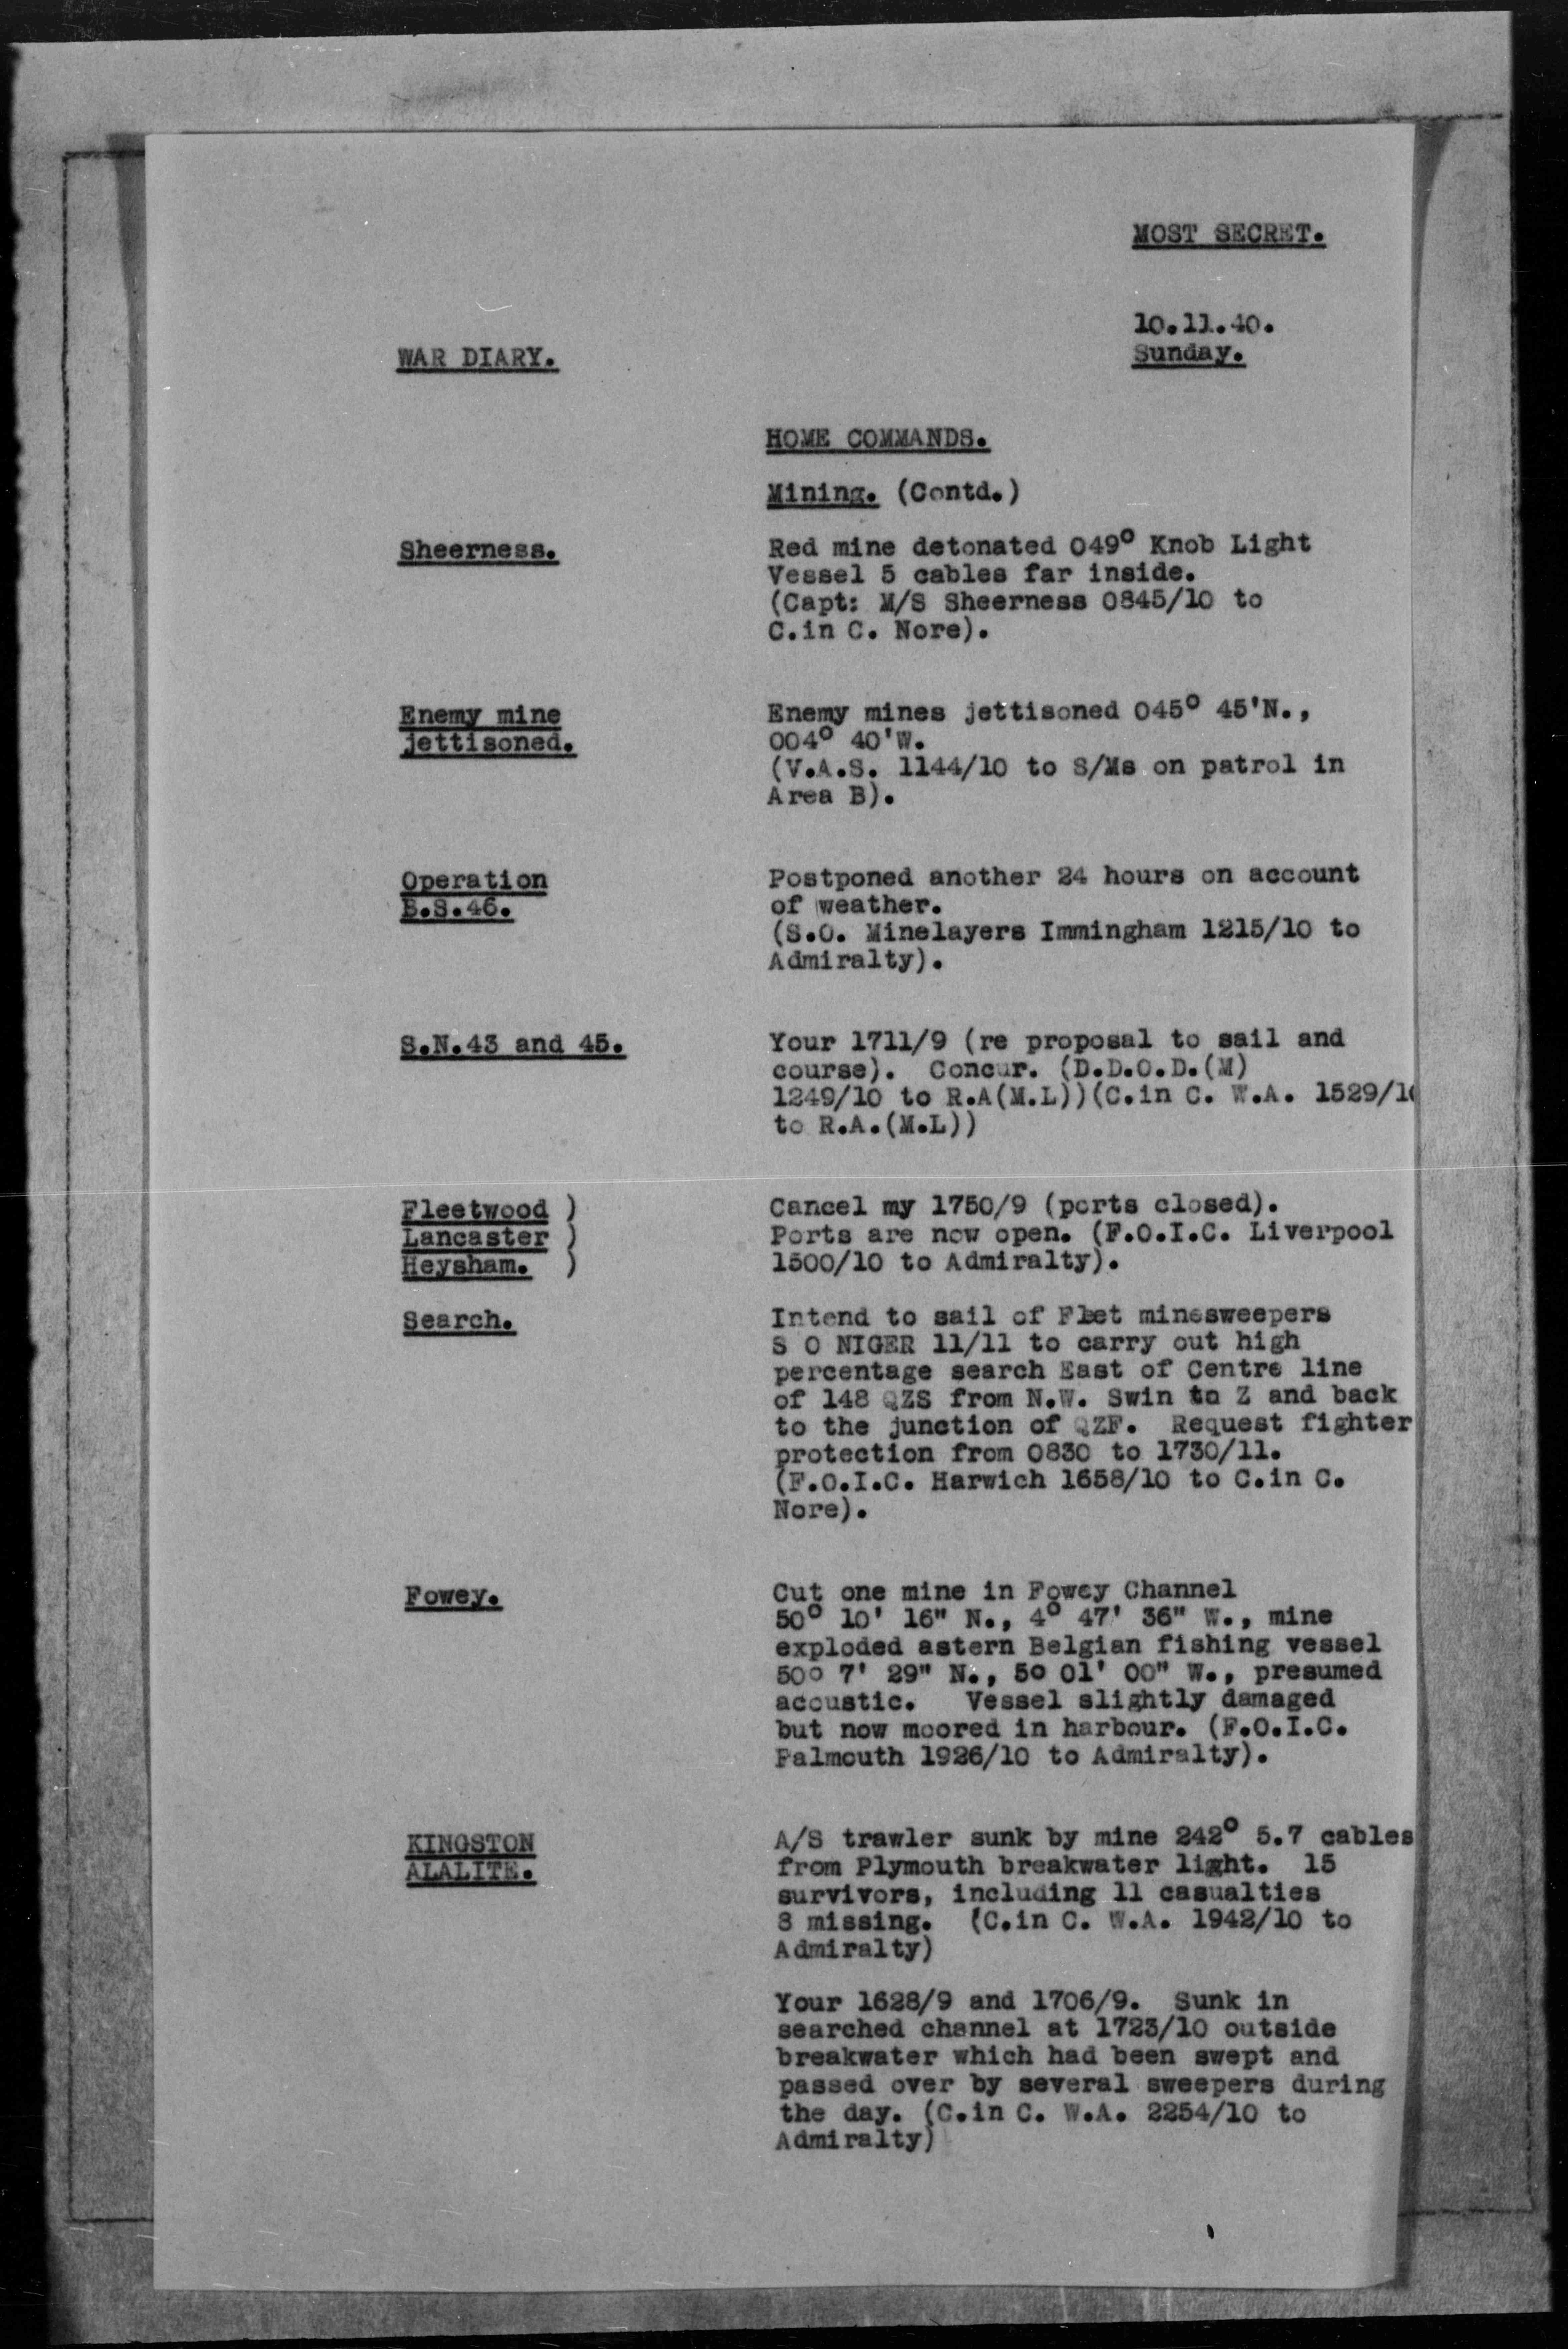 MOST SECRET.
10.11.40.
Sunday.
WAR DIARY.
HOME COMMANDS.
Mining. (Contd.)
Sheerness.
Red mine detonated 049° Knob Light
Vessel 5 cables far inside.
(Capt: M/S Sheerness 0845/10 to
C.in C. Nore).
Enemy mine
jettisoned.
Enemy mines jettisoned 045° 45'N.,
004° 40'W.
(V.A.S. 1144/10 to S/Ms on patrol in
Area B).
Operation
B.S.46.
Postponed another 24 hours on account
of weather.
(S.O. Minelayers Immingham 1215/10 to
Admiralty).
S.N.43 and 45.
Your 1711/9 (re proposal to sail and
course). Concur. (D.D.O.D.(M)
1249/10 to R.A(M.L))(C.in C. W.A. 1529/10
to R.A.(M.L))
Fleetwood )
Lancaster )
Heysham. )
Cancel my 1750/9 (ports closed).
Ports are now open. (F.O.I.C. Liverpool
1500/10 to Admiralty).
Search.
Intend to sail of Fleet minesweepers
S O NIGER 11/11 to carry out high
percentage search East of Centre line
of 148 QZS from N.W. Swin to Z and back
to the junction of QZF. Request fighter
protection from 0830 to 1730/11.
(F.O.I.C. Harwich 1658/10 to C.in C.
Nore).
Fowey.
Cut one mine in Fowey Channel
50° 10' 16" N., 4° 47' 36" W., mine
exploded astern Belgian fishing vessel
50° 7' 29" N., 5° 01' 00" W., presumed
accustic. Vessel slightly damaged
but now moored in harbour. (F.O.I.C.
Falmouth 1926/10 to Admiralty).
KINGSTON
ALALITE.
A/S trawler sunk by mine 242° 5.7 cables
from Plymouth breakwater light. 15
survivors, including 11 casualties
8 missing. (C.in C. W.A. 1942/10 to
Admiralty)
Your 1628/9 and 1706/9. Sunk in
searched channel at 1723/10 outside
breakwater which had been swept and
passed over by several sweepers during
the day. (C.in C. W.A. 2254/10 to
Admiralty)